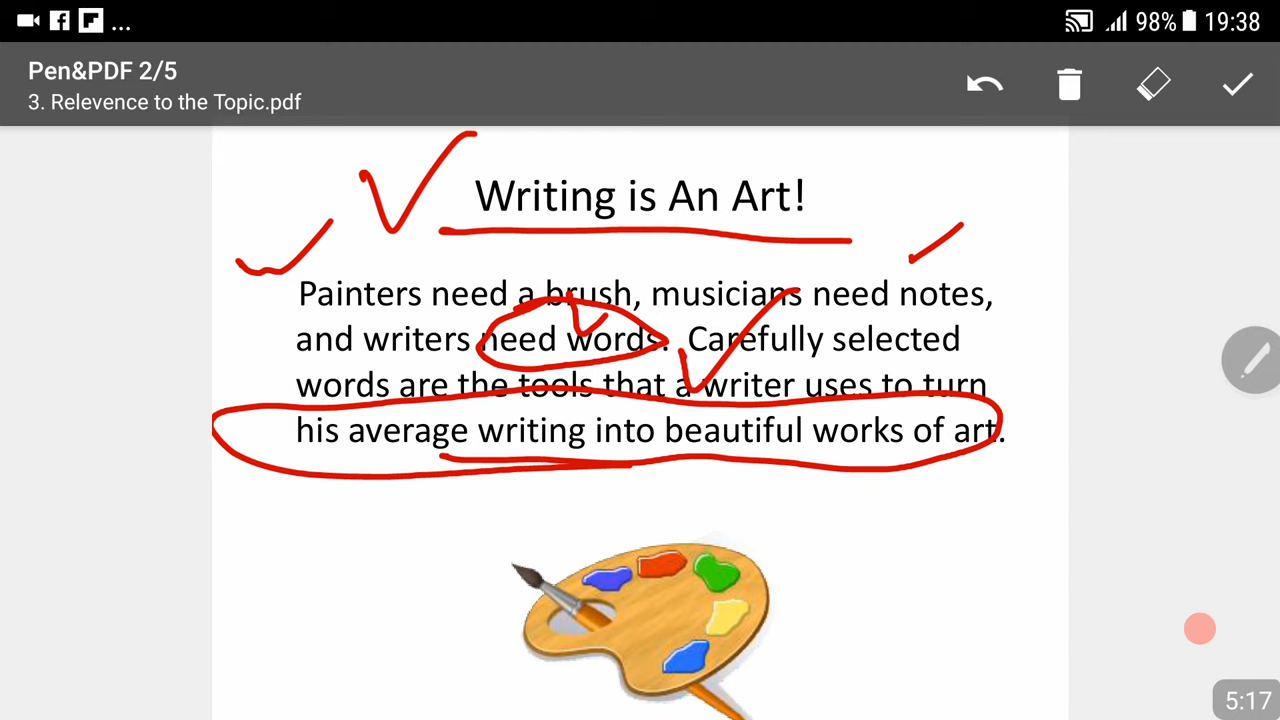 ... 98% 19:38
Pen&PDF 2/5
3. Relevence to the Topic.pdf
Writing is An Art!
Painters need a brush, musicians need notes,
and writers need words. Carefully selected
words are the tools that a writer uses to turn
his average writing into beautiful works of art.
5:17